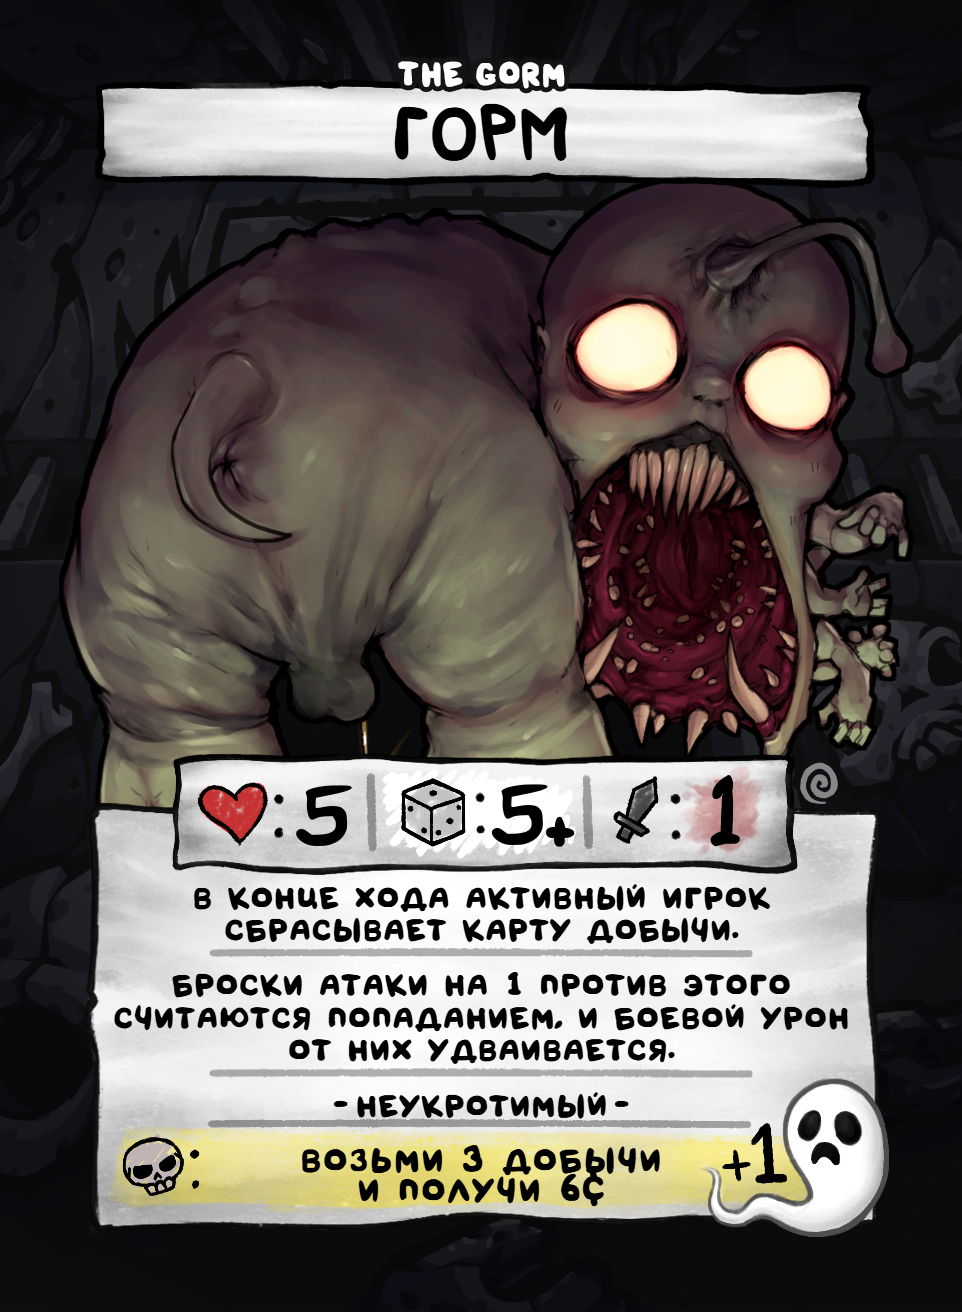 THE GORM
ГОРМ
: 5 | : 5+ | : 1
В КОНЦЕ ХОДА АКТИВНЫЙ ИГРОК
СБРАСЫВАЕТ КАРТУ ДОБЫЧИ.
БРОСКИ АТАКИ НА 1 ПРОТИВ ЭТОГО
СЧИТАЮТСЯ ПОПАДАНИЕМ, И БОЕВОЙ УРОН
ОТ НИХ УДВАИВАЕТСЯ.
-НЕУКРОТИМЫЙ-
: ВОЗЬМИ 3 ДОБЫЧИ
И ПОЛУЧИ 6¢
+1